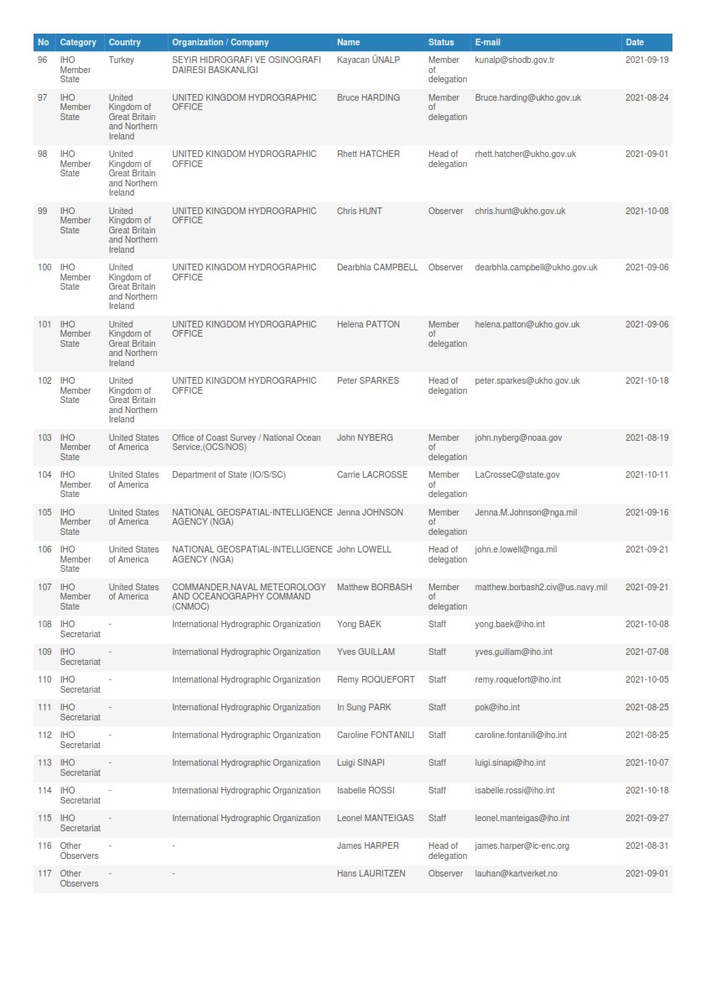 No Category Country Organization / Company Name Status E-mail Date
96 IHO Member State Turkey SEYIR HIDROGRAFI VE OSINOGRAFI DAIRESI BASKANLIGI Kayacan ÜNALP Member of delegation kunalp@shodb.gov.tr 2021-09-19
97 IHO Member State United Kingdom of Great Britain and Northern Ireland UNITED KINGDOM HYDROGRAPHIC OFFICE Bruce HARDING Member of delegation Bruce.harding@ukho.gov.uk 2021-08-24
98 IHO Member State United Kingdom of Great Britain and Northern Ireland UNITED KINGDOM HYDROGRAPHIC OFFICE Rhett HATCHER Head of delegation rhett.hatcher@ukho.gov.uk 2021-09-01
99 IHO Member State United Kingdom of Great Britain and Northern Ireland UNITED KINGDOM HYDROGRAPHIC OFFICE Chris HUNT Observer chris.hunt@ukho.gov.uk 2021-10-08
100 IHO Member State United Kingdom of Great Britain and Northern Ireland UNITED KINGDOM HYDROGRAPHIC OFFICE Dearbhla CAMPBELL Observer dearbhla.campbell@ukho.gov.uk 2021-09-06
101 IHO Member State United Kingdom of Great Britain and Northern Ireland UNITED KINGDOM HYDROGRAPHIC OFFICE Helena PATTON Member of delegation helena.patton@ukho.gov.uk 2021-09-06
102 IHO Member State United Kingdom of Great Britain and Northern Ireland UNITED KINGDOM HYDROGRAPHIC OFFICE Peter SPARKES Head of delegation peter.sparkes@ukho.gov.uk 2021-10-18
103 IHO Member State United States of America Office of Coast Survey / National Ocean Service,(OCS/NOS) John NYBERG Member of delegation john.nyberg@noaa.gov 2021-08-19
104 IHO Member State United States of America Department of State (IO/S/SC) Carrie LACROSSE Member of delegation LaCrosseC@state.gov 2021-10-11
105 IHO Member State United States of America NATIONAL GEOSPATIAL-INTELLIGENCE AGENCY (NGA) Jenna JOHNSON Member of delegation Jenna.M.Johnson@nga.mil 2021-09-16
106 IHO Member State United States of America NATIONAL GEOSPATIAL-INTELLIGENCE AGENCY (NGA) John LOWELL Head of delegation john.e.lowell@nga.mil 2021-09-21
107 IHO Member State United States of America COMMANDER,NAVAL METEOROLOGY AND OCEANOGRAPHY COMMAND (CNMOC) Matthew BORBASH Member of delegation matthew.borbash2.civ@us.navy.mil 2021-09-21
108 IHO Secretariat - International Hydrographic Organization Yong BAEK Staff yong.baek@iho.int 2021-10-08
109 IHO Secretariat - International Hydrographic Organization Yves GUILLAM Staff yves.guillam@iho.int 2021-07-08
110 IHO Secretariat - International Hydrographic Organization Remy ROQUEFORT Staff remy.roquefort@iho.int 2021-10-05
111 IHO Secretariat - International Hydrographic Organization In Sung PARK Staff pok@iho.int 2021-08-25
112 IHO Secretariat - International Hydrographic Organization Caroline FONTANILI Staff caroline.fontanili@iho.int 2021-08-25
113 IHO Secretariat - International Hydrographic Organization Luigi SINAPI Staff luigi.sinapi@iho.int 2021-10-07
114 IHO Secretariat - International Hydrographic Organization Isabelle ROSSI Staff isabelle.rossi@iho.int 2021-10-18
115 IHO Secretariat - International Hydrographic Organization Leonel MANTEIGAS Staff leonel.manteigas@iho.int 2021-09-27
116 Other Observers - - James HARPER Head of delegation james.harper@ic-enc.org 2021-08-31
117 Other Observers - - Hans LAURITZEN Observer lauhan@kartverket.no 2021-09-01